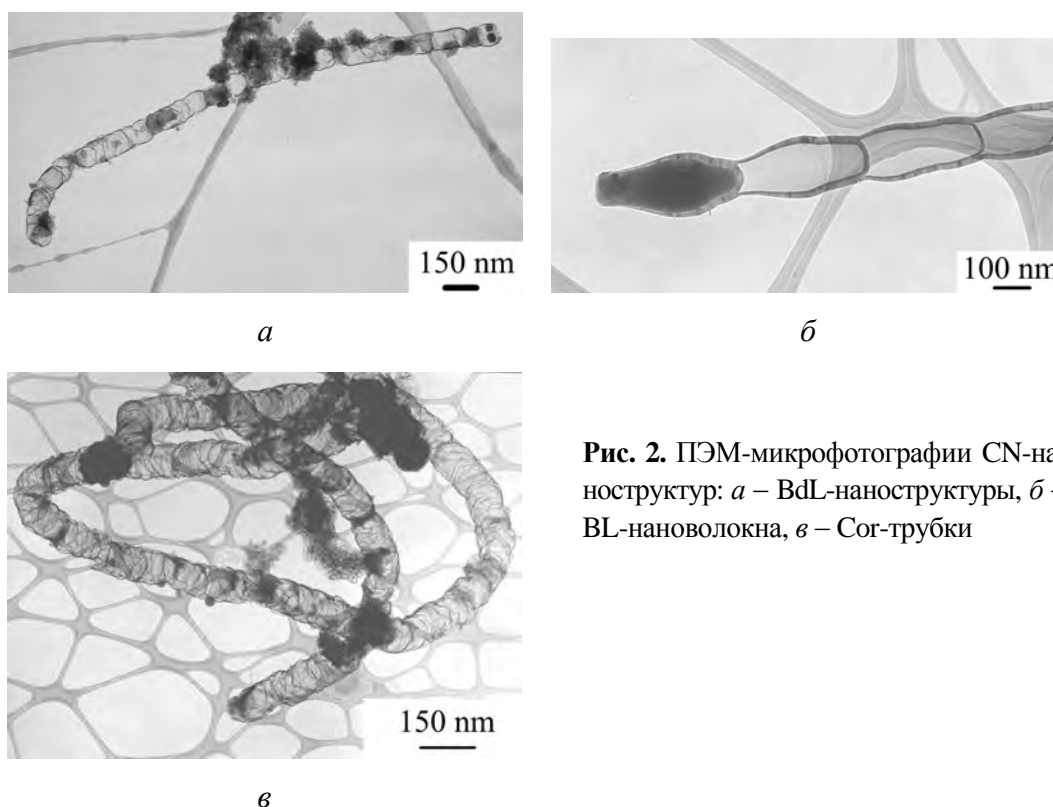 150 nm
100 nm
а
б
Рис. 2. ПЭМ-микрофотографии CN-на-
ноструктур: а – BdL-наноструктуры, б –
BL-нановолокна, в – Cor-трубки
150 nm
в